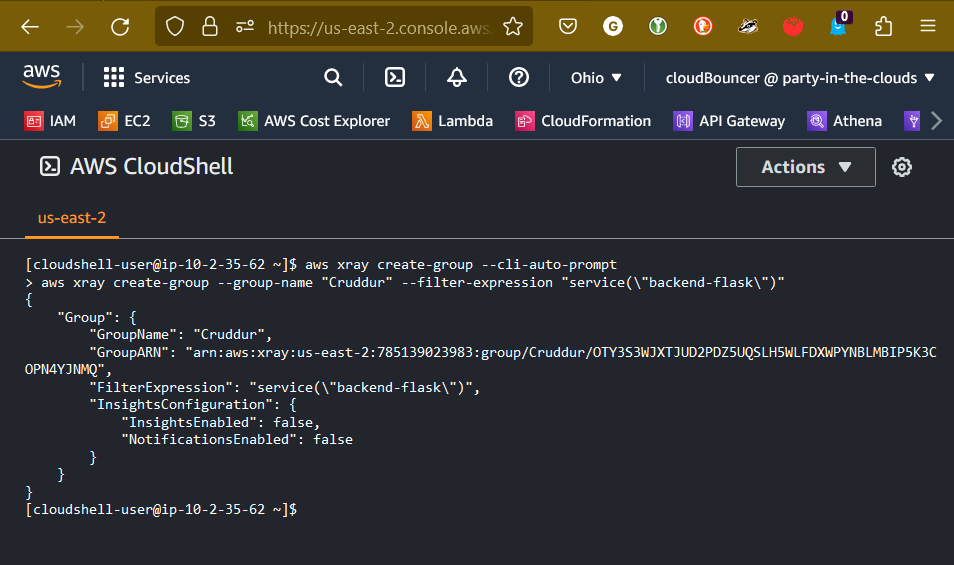 https://us-east-2.console.aws.
G
0
aws
Services
Ohio
cloudBouncer @ party-in-the-clouds
IAM
EC2
S3
AWS Cost Explorer
Lambda
CloudFormation
API Gateway
Athena
AWS CloudShell
Actions
us-east-2
[cloudshell-user@ip-10-2-35-62 ~]$ aws xray create-group --cli-auto-prompt
> aws xray create-group --group-name "Cruddur" --filter-expression "service(\"backend-flask\")"
{
    "Group": {
        "GroupName": "Cruddur",
        "GroupARN": "arn:aws:xray:us-east-2:785139023983:group/Cruddur/OTY3S3WJXTJUD2PDZ5UQSLH5WLFDXWPYNBLMBIP5K3C
OPN4YJNMQ",
        "FilterExpression": "service(\"backend-flask\")",
        "InsightsConfiguration": {
            "InsightsEnabled": false,
            "NotificationsEnabled": false
        }
    }
}
[cloudshell-user@ip-10-2-35-62 ~]$